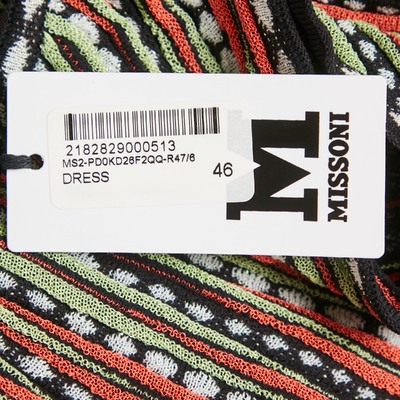 2182829000513
MS2-PD0KD26F2QQ-R47/6
DRESS
46
M
MISSONI